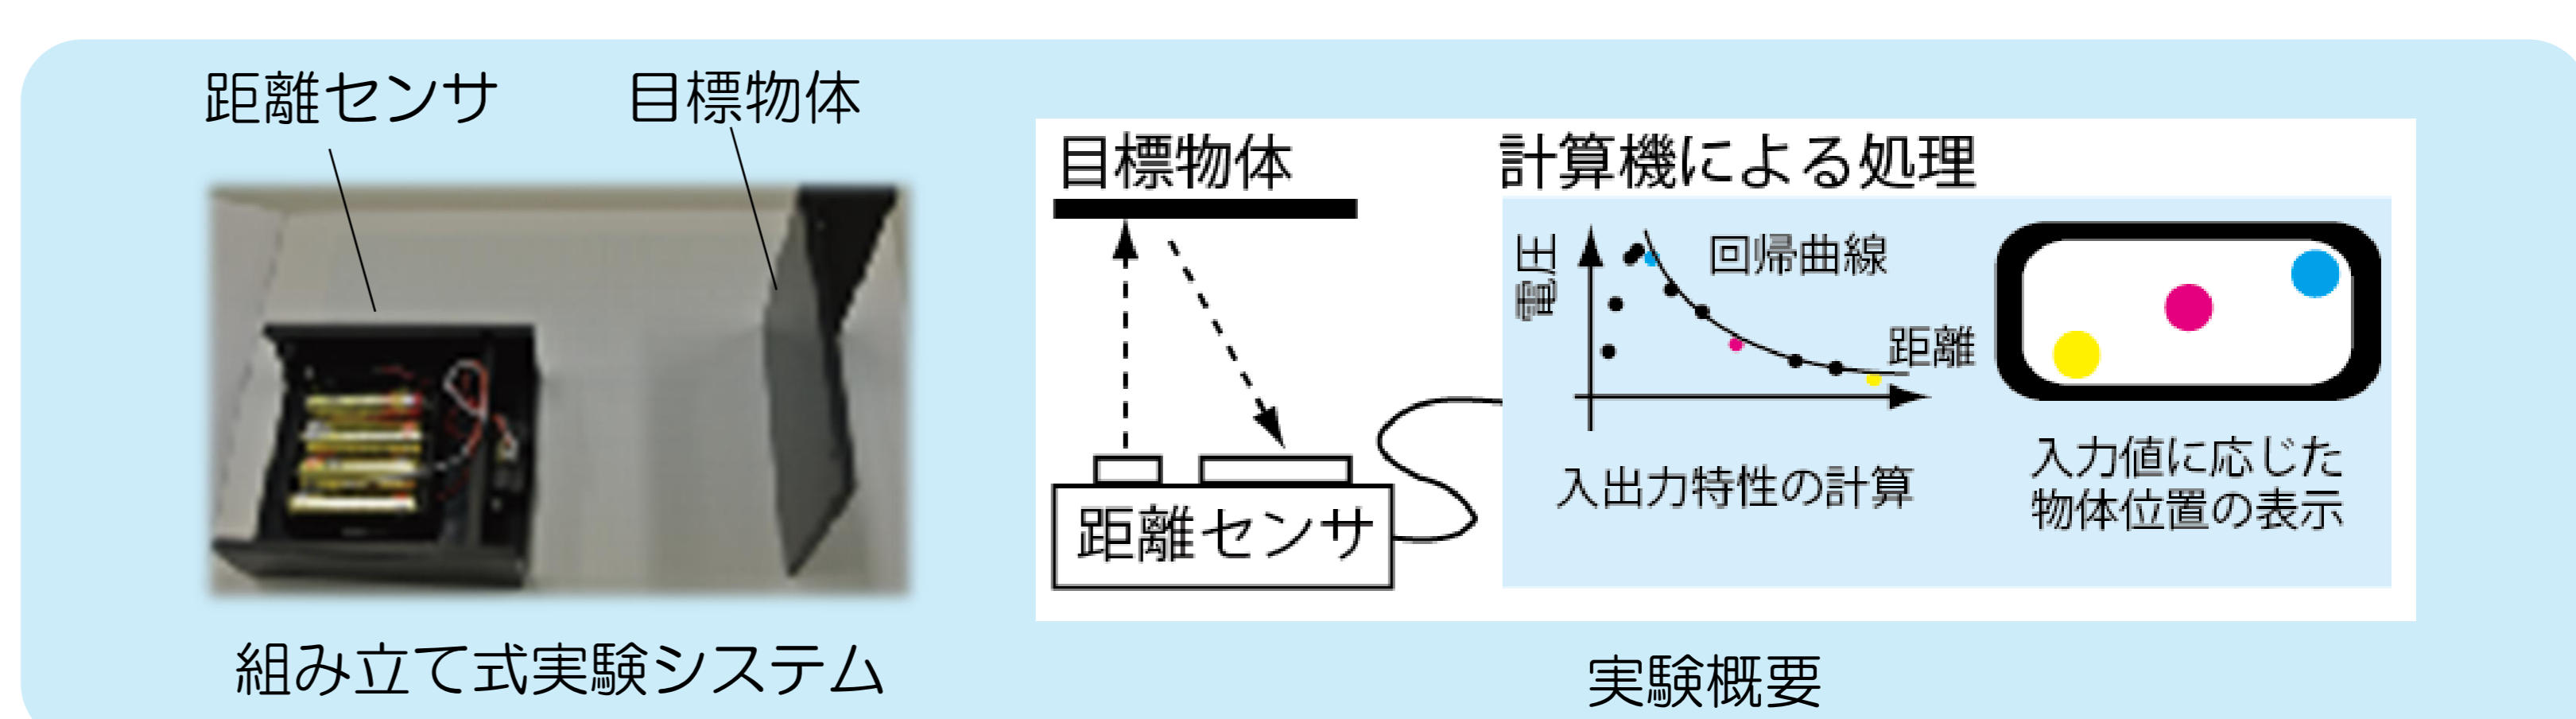 距離センサ
目標物体
組み立て式実験システム
目標物体
距離センサ
計算機による処理
電圧
回帰曲線
距離
入出力特性の計算
入力値に応じた
物体位置の表示
実験概要